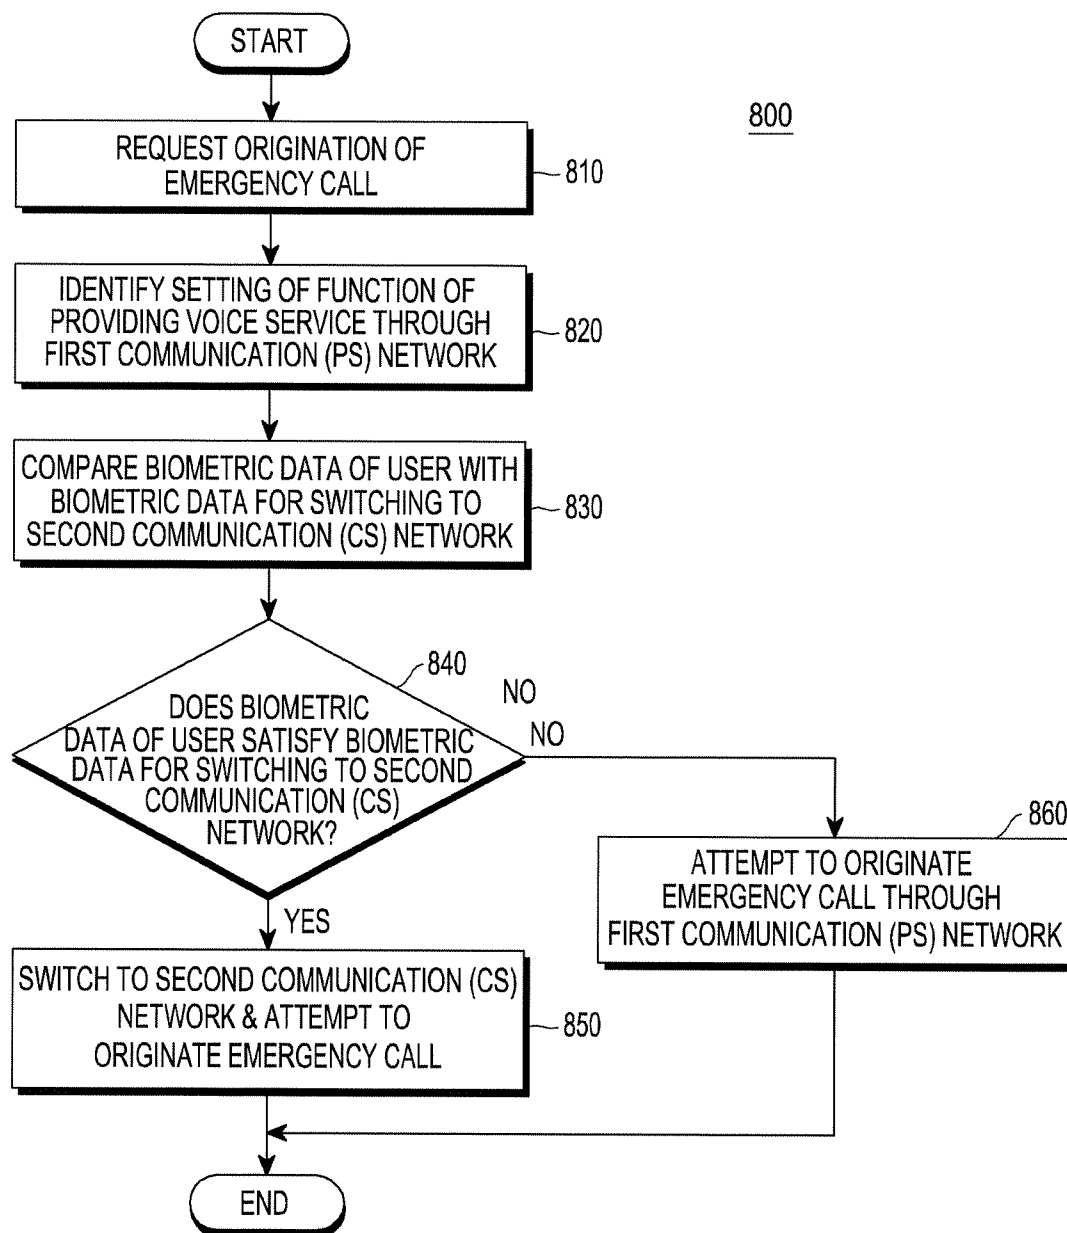 START
800
REQUEST ORIGINATION OF
EMERGENCY CALL
810
IDENTIFY SETTING OF FUNCTION OF
PROVIDING VOICE SERVICE THROUGH
FIRST COMMUNICATION (PS) NETWORK
820
COMPARE BIOMETRIC DATA OF USER WITH
BIOMETRIC DATA FOR SWITCHING TO
SECOND COMMUNICATION (CS) NETWORK
830
840
DOES BIOMETRIC
DATA OF USER SATISFY BIOMETRIC
DATA FOR SWITCHING TO SECOND
COMMUNICATION (CS)
NETWORK?
NO
NO
860
ATTEMPT TO ORIGINATE
EMERGENCY CALL THROUGH
FIRST COMMUNICATION (PS) NETWORK
YES
SWITCH TO SECOND COMMUNICATION (CS)
NETWORK & ATTEMPT TO
ORIGINATE EMERGENCY CALL
850
END